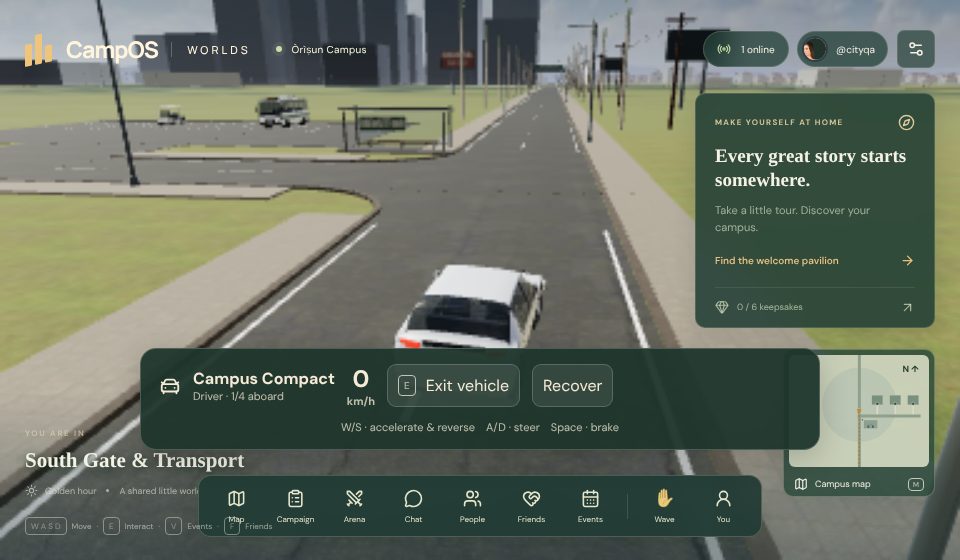 CampOS
WORLDS
Òrìsun Campus
1 online
@cityqa
MAKE YOURSELF AT HOME
Every great story starts
somewhere.
Take a little tour. Discover your
campus.
Find the welcome pavilion
0 / 6 keepsakes
Campus Compact
Driver · 1/4 aboard
0
km/h
E Exit vehicle
Recover
W/S · accelerate & reverse A/D · steer Space · brake
N
Campus map M
YOU ARE IN
South Gate & Transport
Golden hour • A shared little
WASD Move · E Interact · V Events · F Friends
Map
Campaign
Arena
Chat
People
Friends
Events
Wave
You